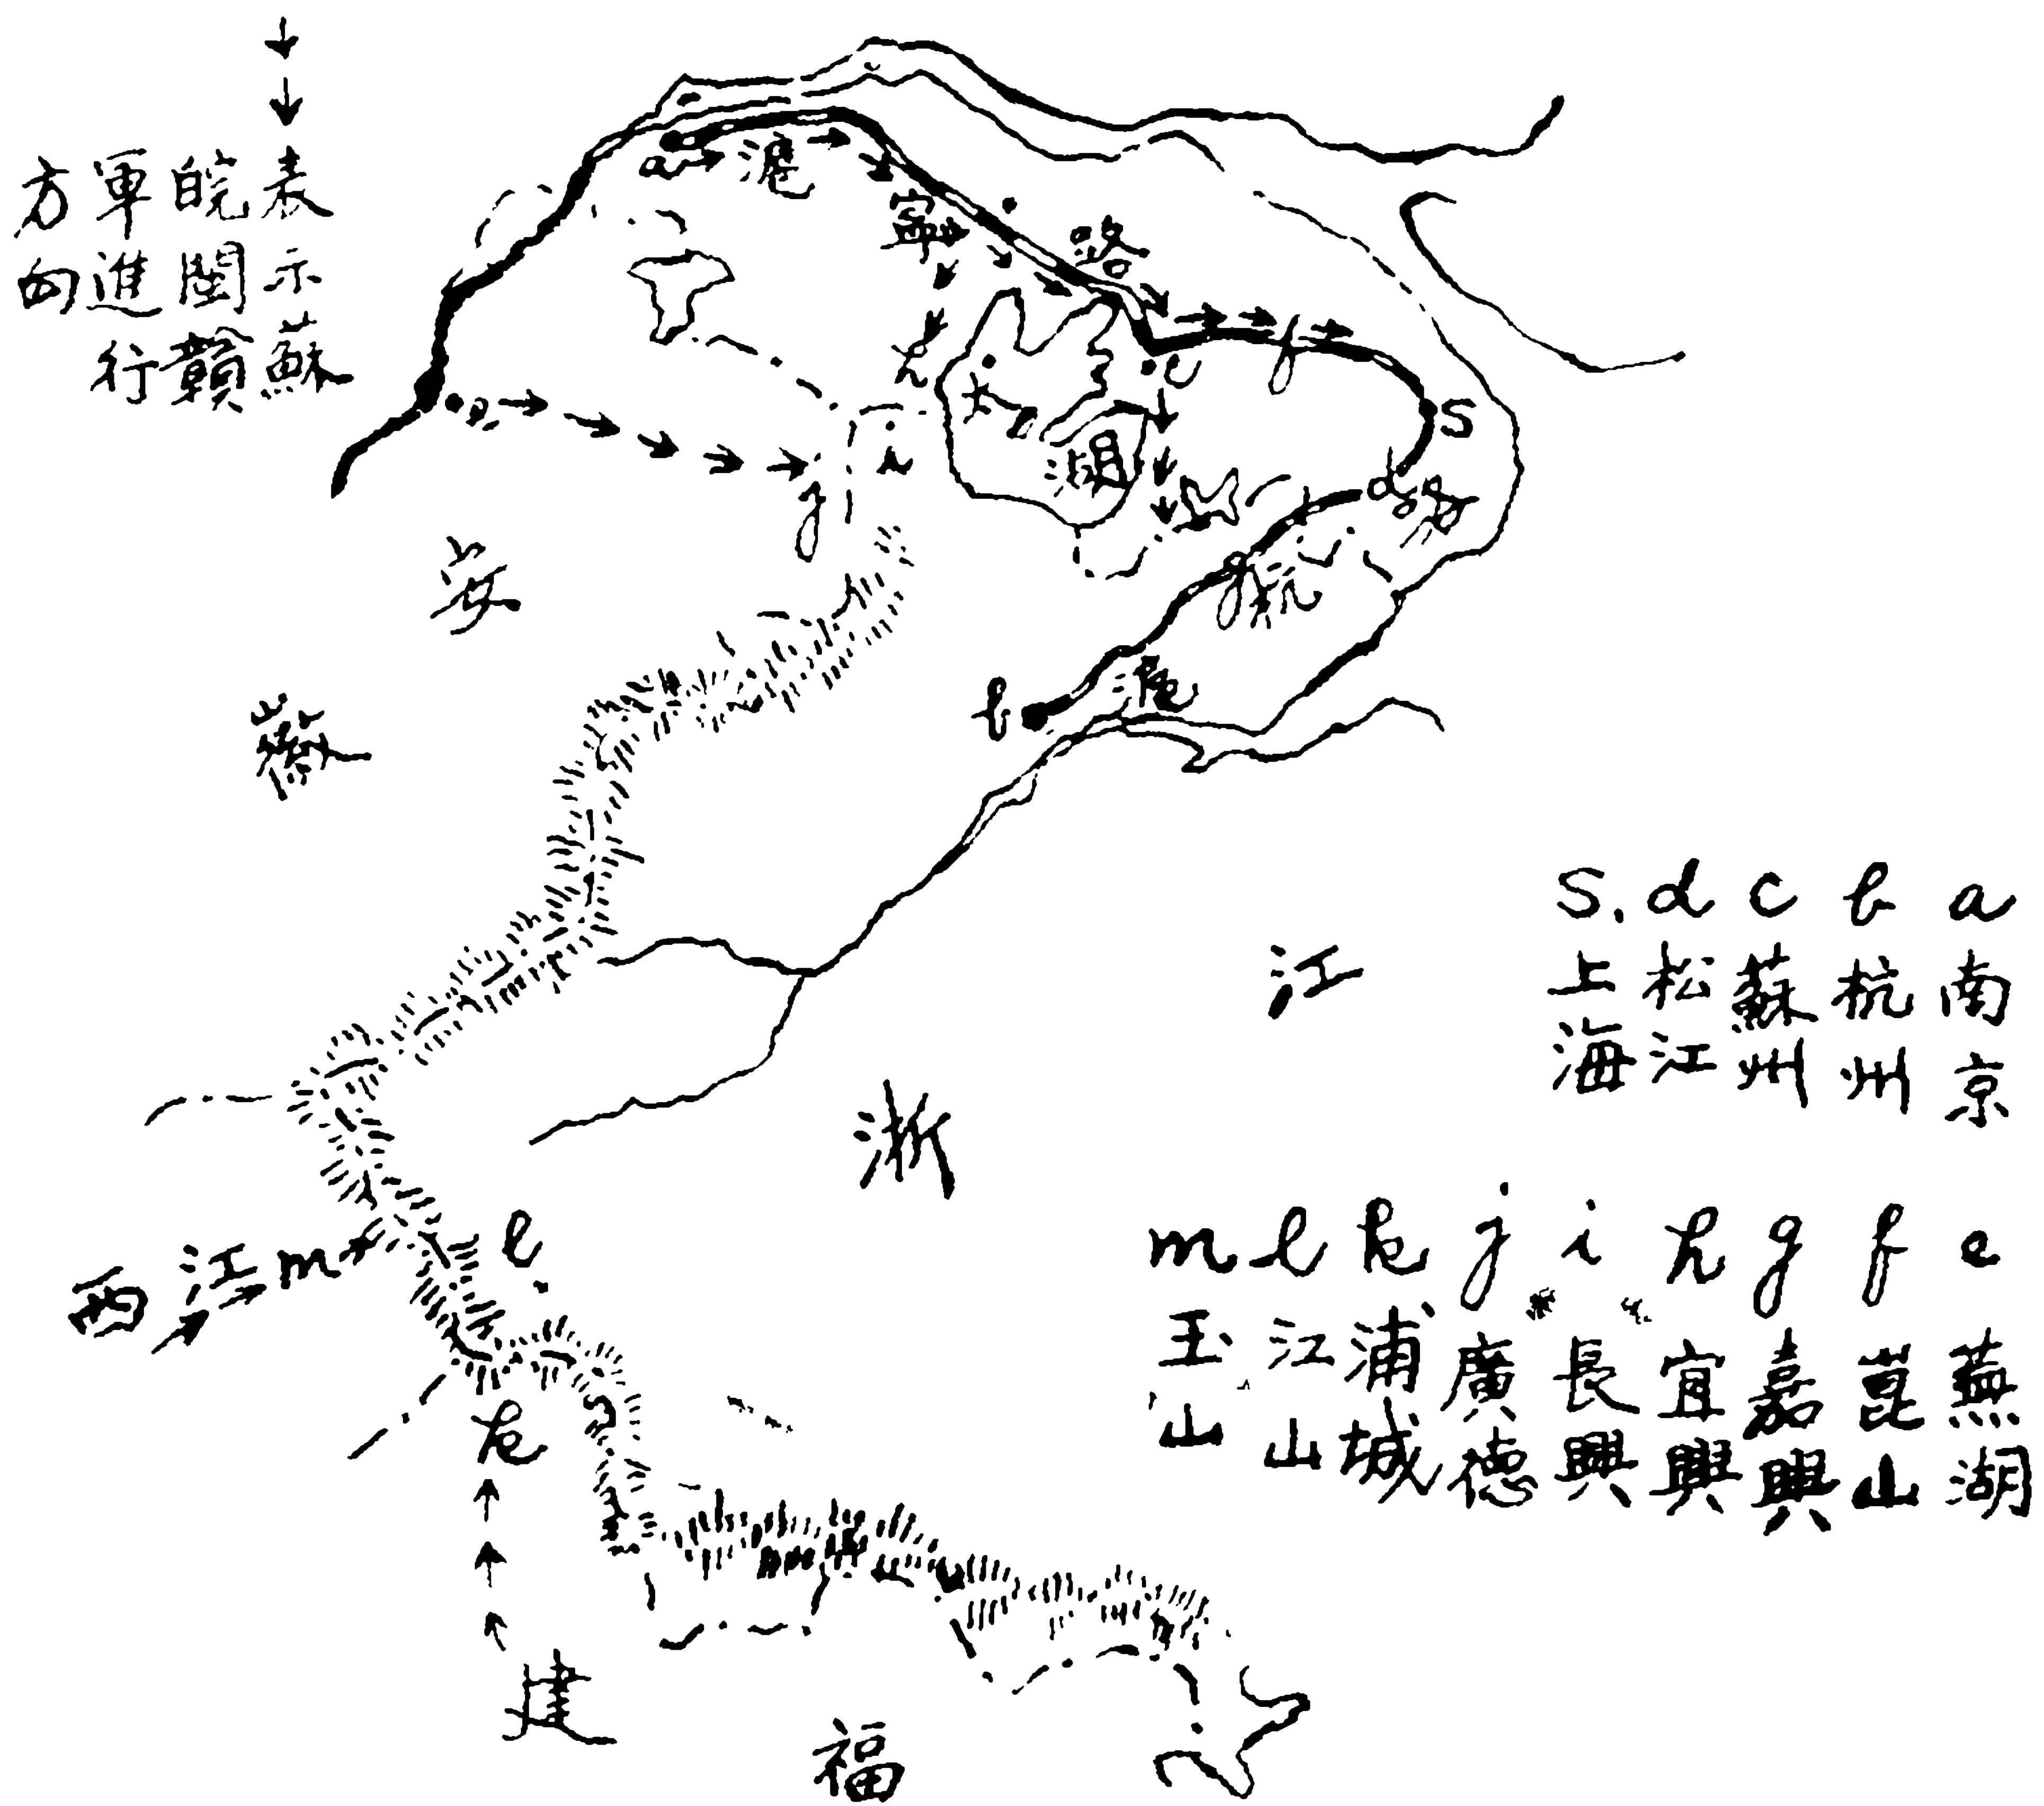 表示蘇
皖閩贛
軍進行
方向
a
滬
寧
路
h
太
湖
c
f
s
d
路
g
杭
滬
b
e
j
i
安
徽
江
浙
江
西
m
l
k
福
建
a 南京
b 杭州
c 蘇州
d 松江
s. 上海
e 蕪湖
f 崑山
g 嘉興
h 宜興
i 長興
j 廣德
k 浦城
l 江山
m 玉山